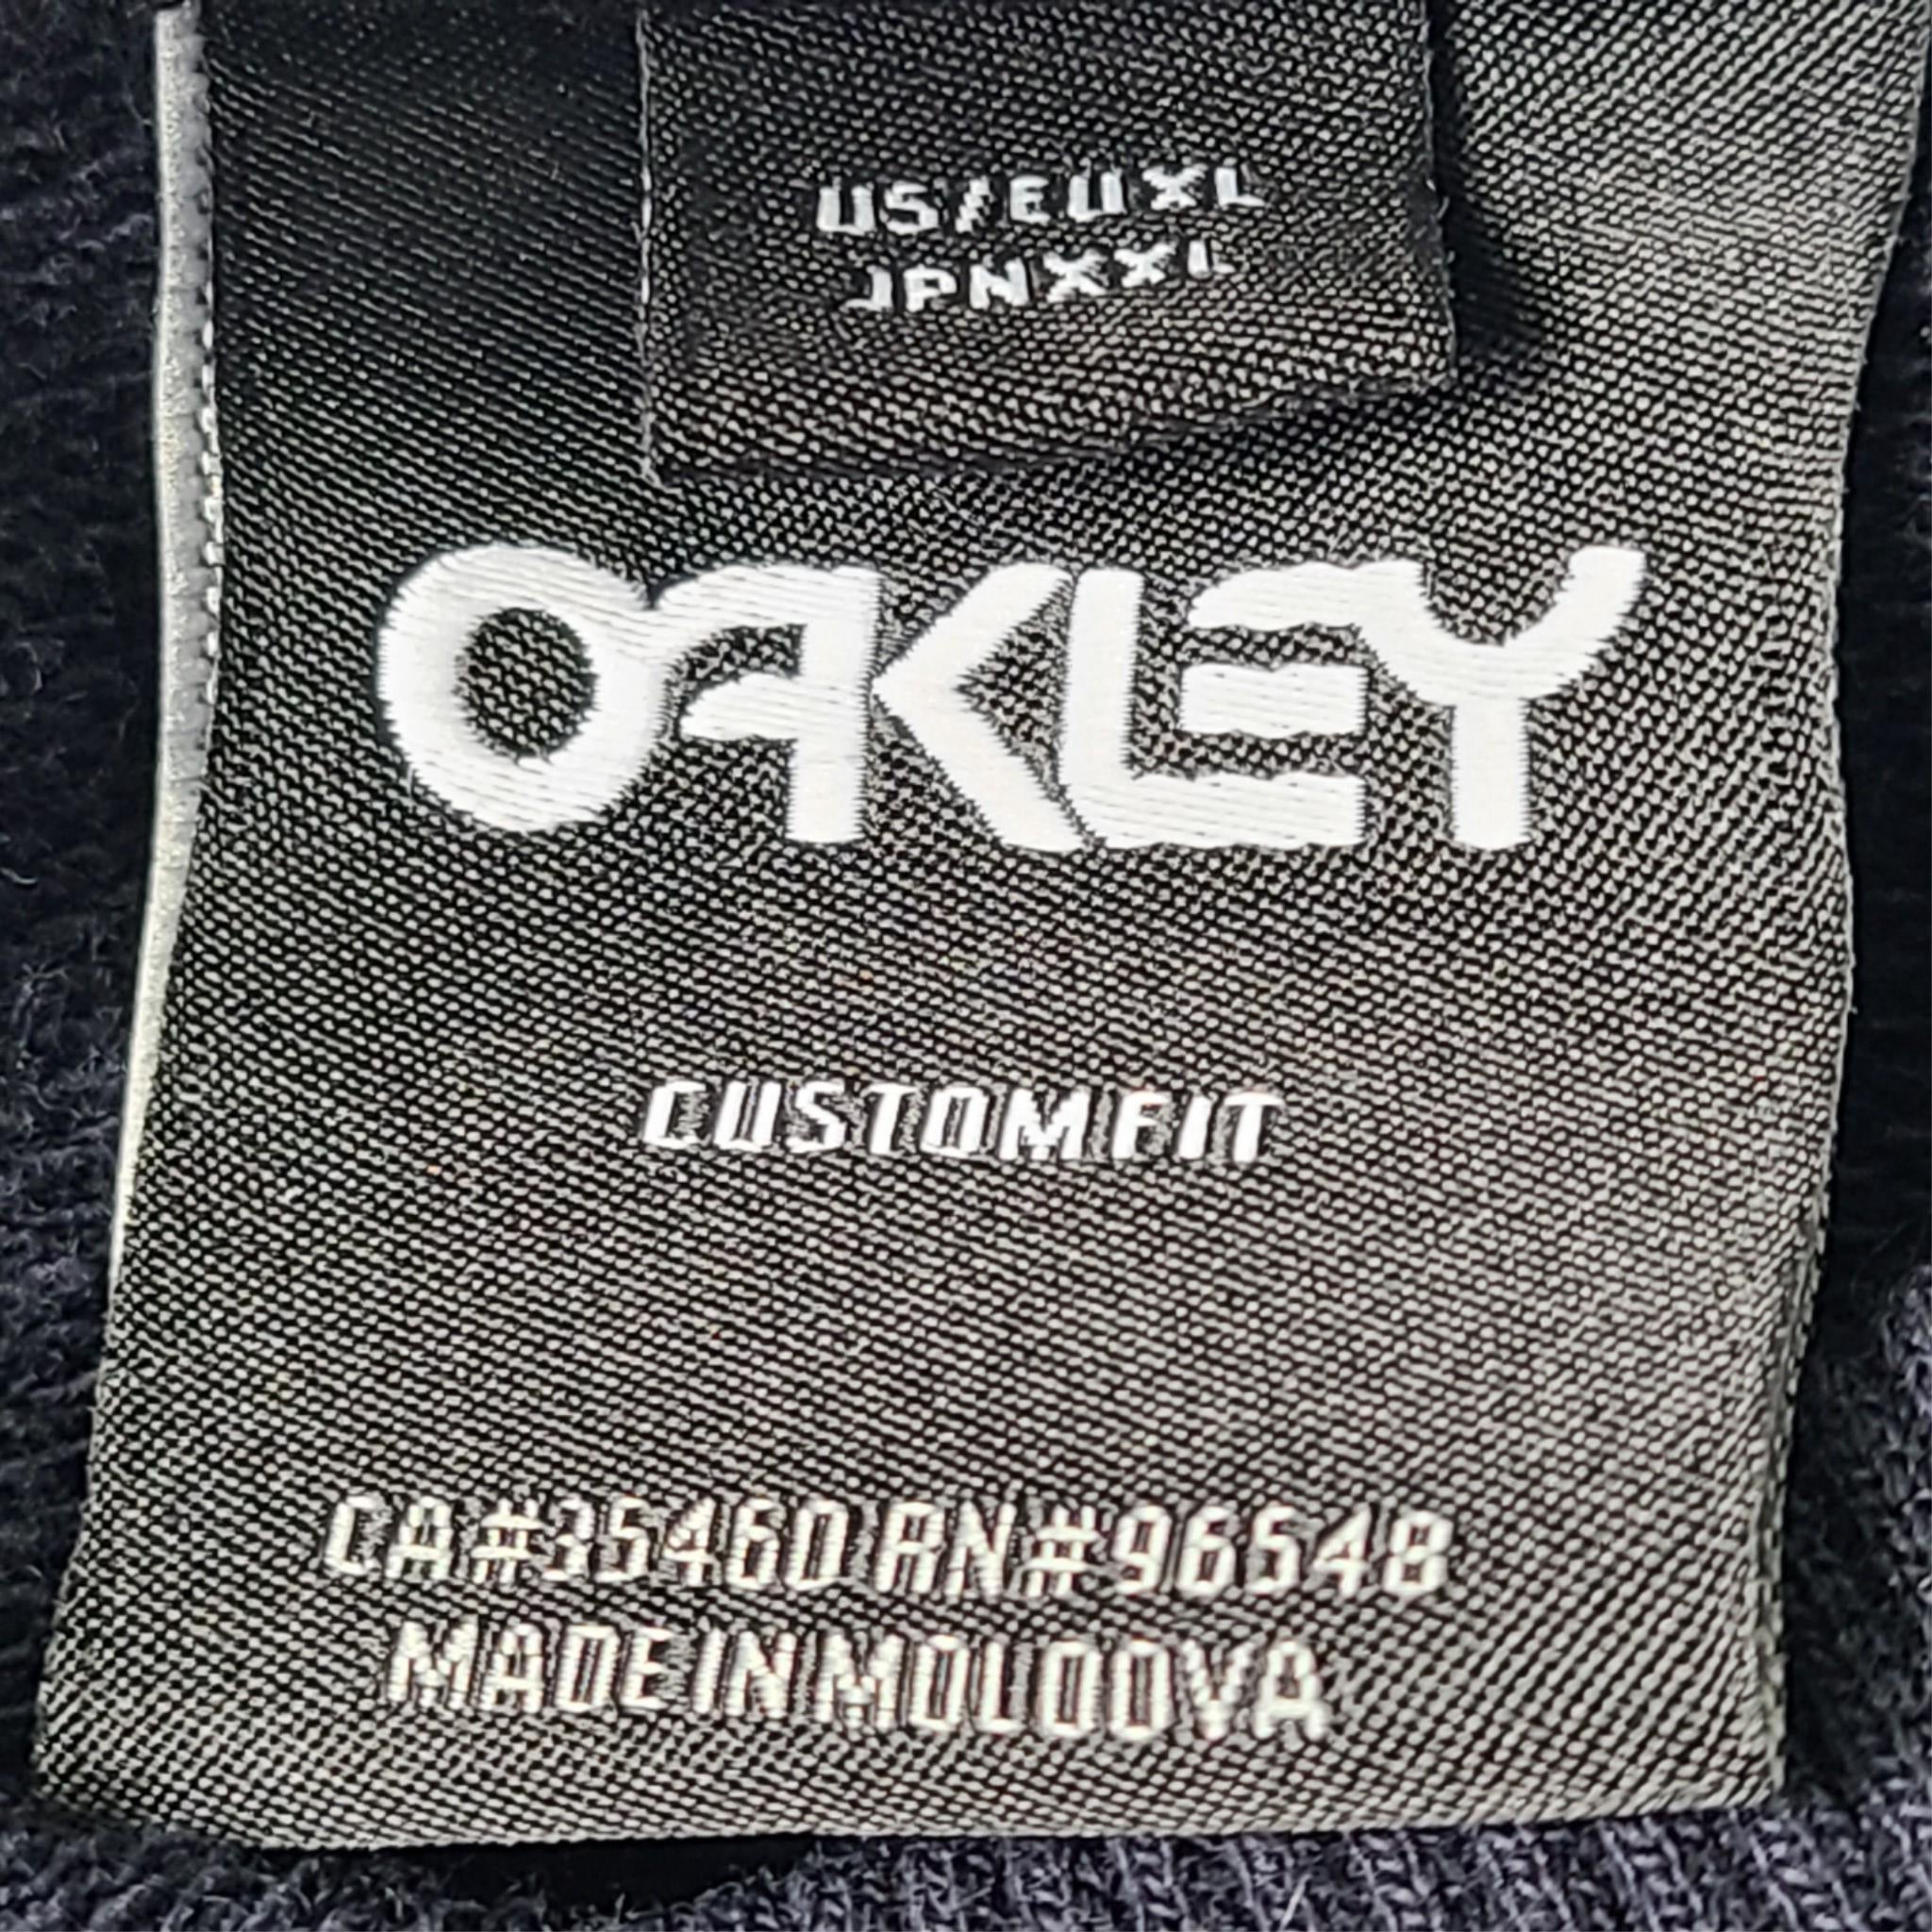 US/EU XL
JPN XXL
OAKLEY
CUSTOM FIT
CA#35460 RN#96548
MADE IN MOLDOVA